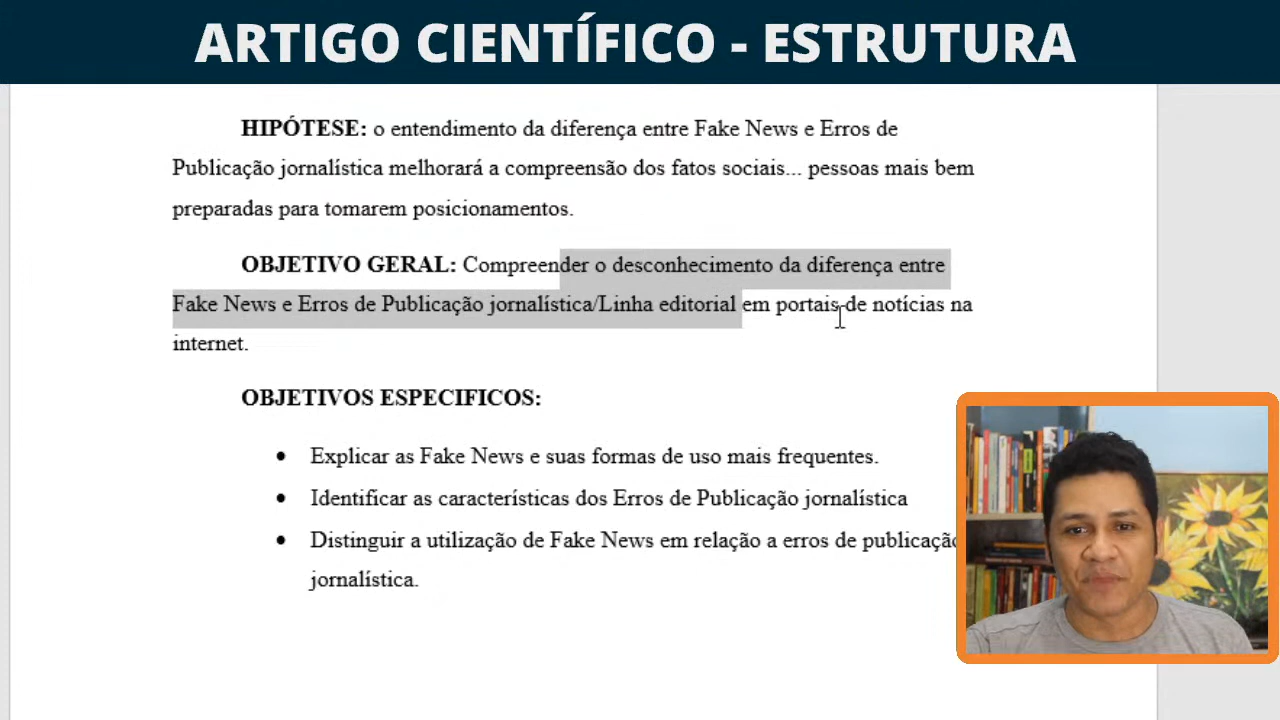 ARTIGO CIENTÍFICO - ESTRUTURA
HIPÓTESE: o entendimento da diferença entre Fake News e Erros de
Publicação jornalística melhorará a compreensão dos fatos sociais... pessoas mais bem
preparadas para tomarem posicionamentos.
OBJETIVO GERAL: Compreender o desconhecimento da diferença entre
Fake News e Erros de Publicação jornalística/Linha editorial em portais de notícias na
internet.
OBJETIVOS ESPECIFICOS:
• Explicar as Fake News e suas formas de uso mais frequentes.
• Identificar as características dos Erros de Publicação jornalística
• Distinguir a utilização de Fake News em relação a erros de publicação
jornalística.